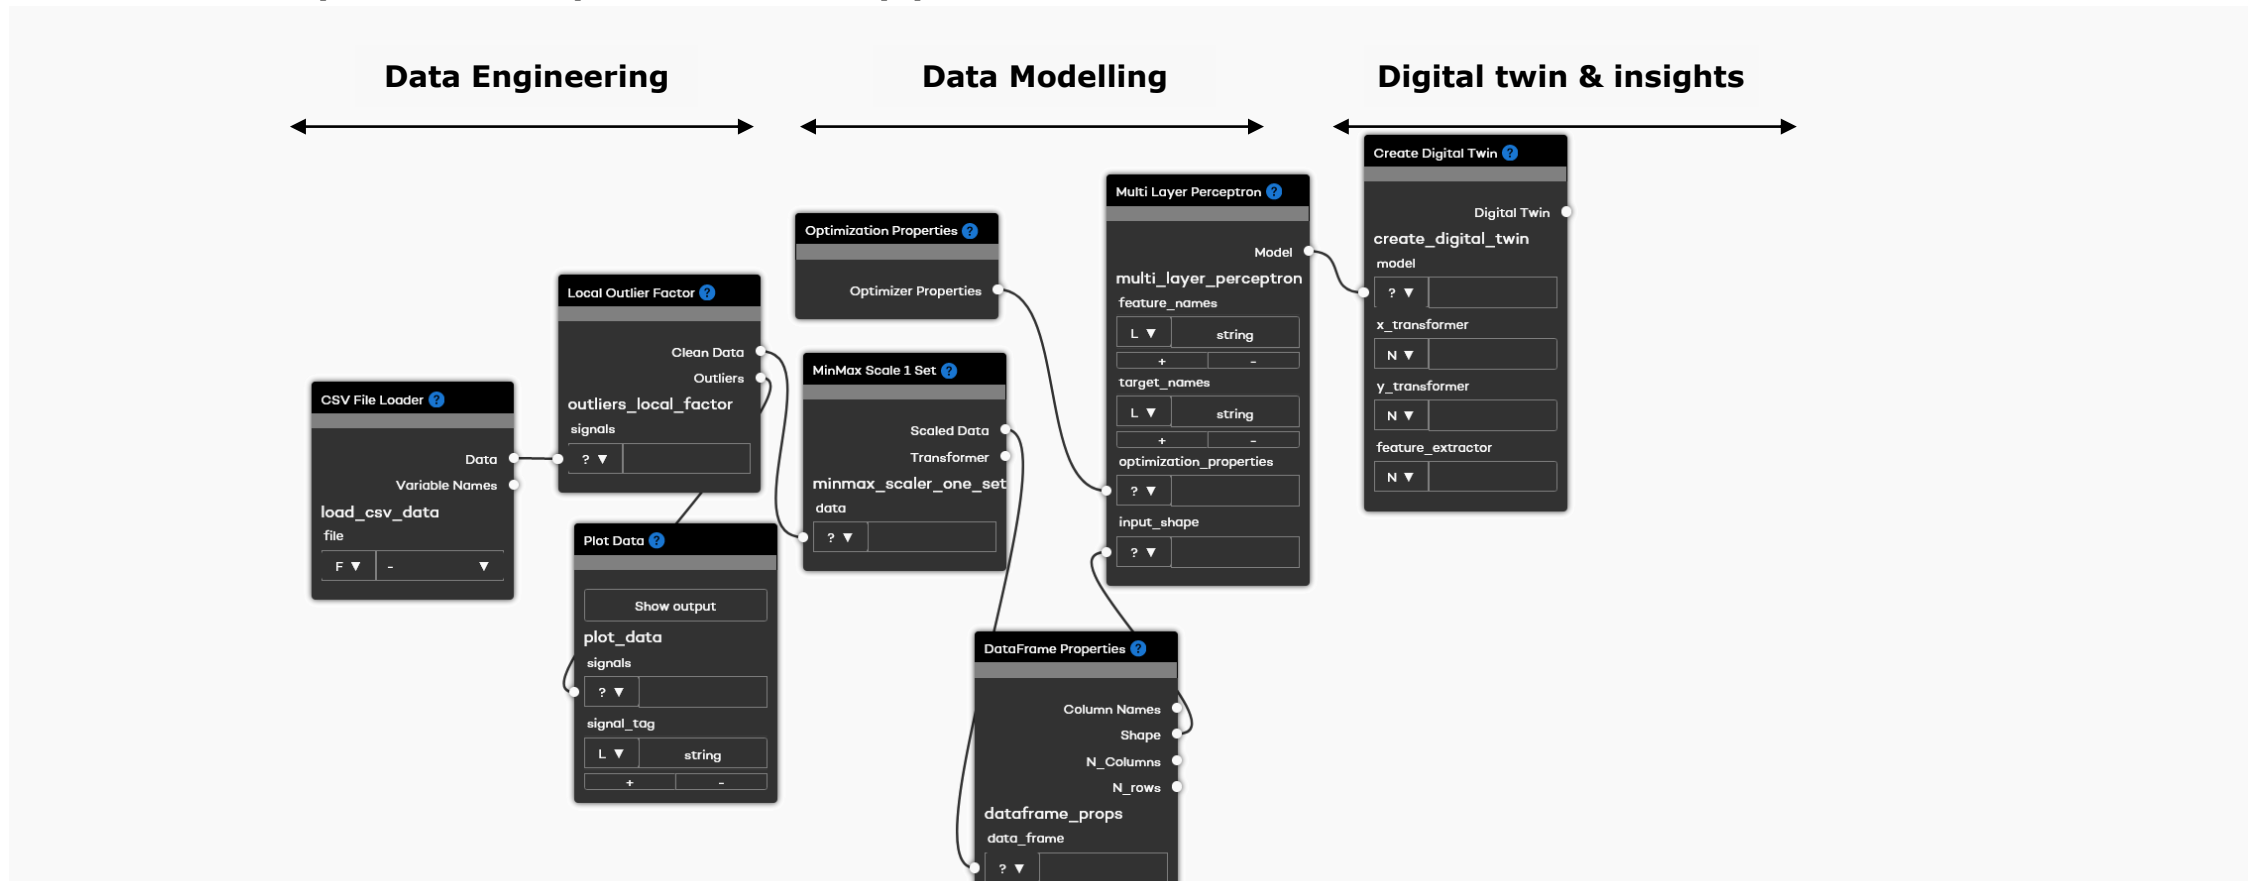 Data Engineering
Data Modelling
Digital twin & insights
CSV File Loader ?
Data
Variable Names
load_csv_data
file
F ▼ - ▼
Local Outlier Factor ?
Clean Data
Outliers
outliers_local_factor
signals
? ▼
Plot Data ?
Show output
plot_data
signals
? ▼
signal_tag
L ▼ string
+ -
Optimization Properties ?
Optimizer Properties
MinMax Scale 1 Set ?
Scaled Data
Transformer
minmax_scaler_one_set
data
? ▼
DataFrame Properties ?
Column Names
Shape
N_Columns
N_rows
dataframe_props
data_frame
? ▼
Multi Layer Perceptron ?
Model
multi_layer_perceptron
feature_names
L ▼ string
+ -
target_names
L ▼ string
+ -
optimization_properties
? ▼
input_shape
? ▼
Create Digital Twin ?
Digital Twin
create_digital_twin
model
? ▼
x_transformer
N ▼
y_transformer
N ▼
feature_extractor
N ▼